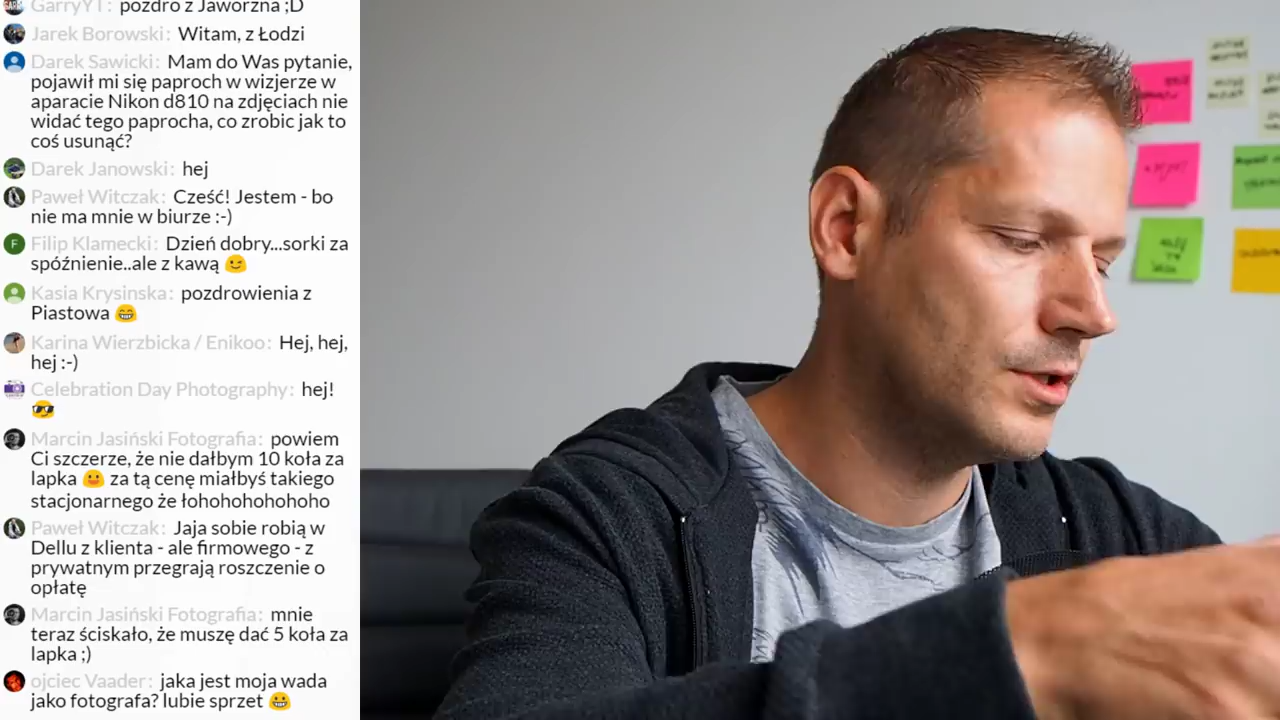 GarryYT: pozdro z Jaworzna ;D
Jarek Borowski: Witam, z Łodzi
Darek Sawicki: Mam do Was pytanie,
pojawił mi się paproch w wizjerze w
aparacie Nikon d810 na zdjęciach nie
widać tego paprocha, co zrobic jak to
coś usunąć?
Darek Janowski: hej
Paweł Witczak: Cześć! Jestem - bo
nie ma mnie w biurze :-)
F
Filip Klamecki: Dzień dobry...sorki za
spóźnienie..ale z kawą 😉
Kasia Krysinska: pozdrowienia z
Piastowa 😁
Karina Wierzbicka / Enikoo: Hej, hej,
hej :-)
Celebration Day Photography: hej!
😎
Marcin Jasiński Fotografia: powiem
Ci szczerze, że nie dałbym 10 koła za
lapka 😃 za tą cenę miałbyś takiego
stacjonarnego że łohohohohohoho
Paweł Witczak: Jaja sobie robią w
Dellu z klienta - ale firmowego - z
prywatnym przegrają roszczenie o
opłatę
Marcin Jasiński Fotografia: mnie
teraz ściskało, że muszę dać 5 koła za
lapka ;)
ojciec Vaader: jaka jest moja wada
jako fotografa? lubie sprzet 😀